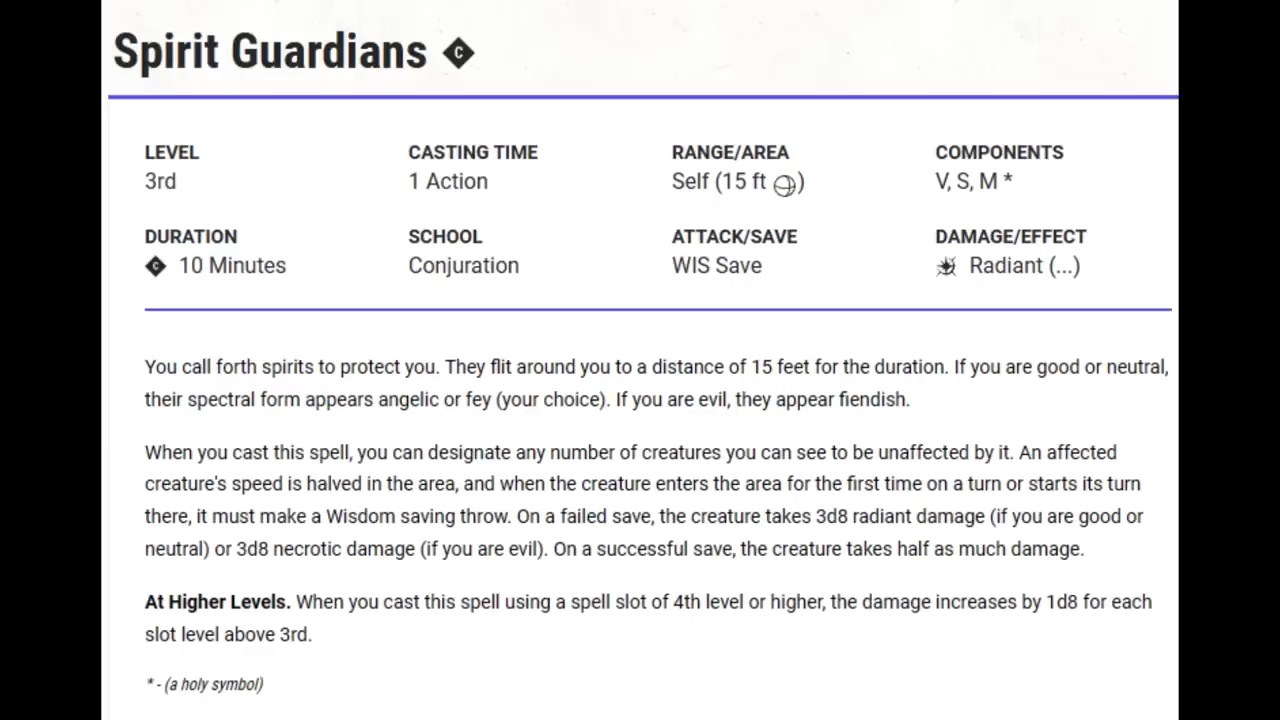 Spirit Guardians C
LEVEL CASTING TIME RANGE/AREA COMPONENTS
3rd 1 Action Self (15 ft ) V, S, M *
DURATION SCHOOL ATTACK/SAVE DAMAGE/EFFECT
C 10 Minutes Conjuration WIS Save Radiant (...)
You call forth spirits to protect you. They flit around you to a distance of 15 feet for the duration. If you are good or neutral,
their spectral form appears angelic or fey (your choice). If you are evil, they appear fiendish.
When you cast this spell, you can designate any number of creatures you can see to be unaffected by it. An affected
creature's speed is halved in the area, and when the creature enters the area for the first time on a turn or starts its turn
there, it must make a Wisdom saving throw. On a failed save, the creature takes 3d8 radiant damage (if you are good or
neutral) or 3d8 necrotic damage (if you are evil). On a successful save, the creature takes half as much damage.
At Higher Levels. When you cast this spell using a spell slot of 4th level or higher, the damage increases by 1d8 for each
slot level above 3rd.
* - (a holy symbol)